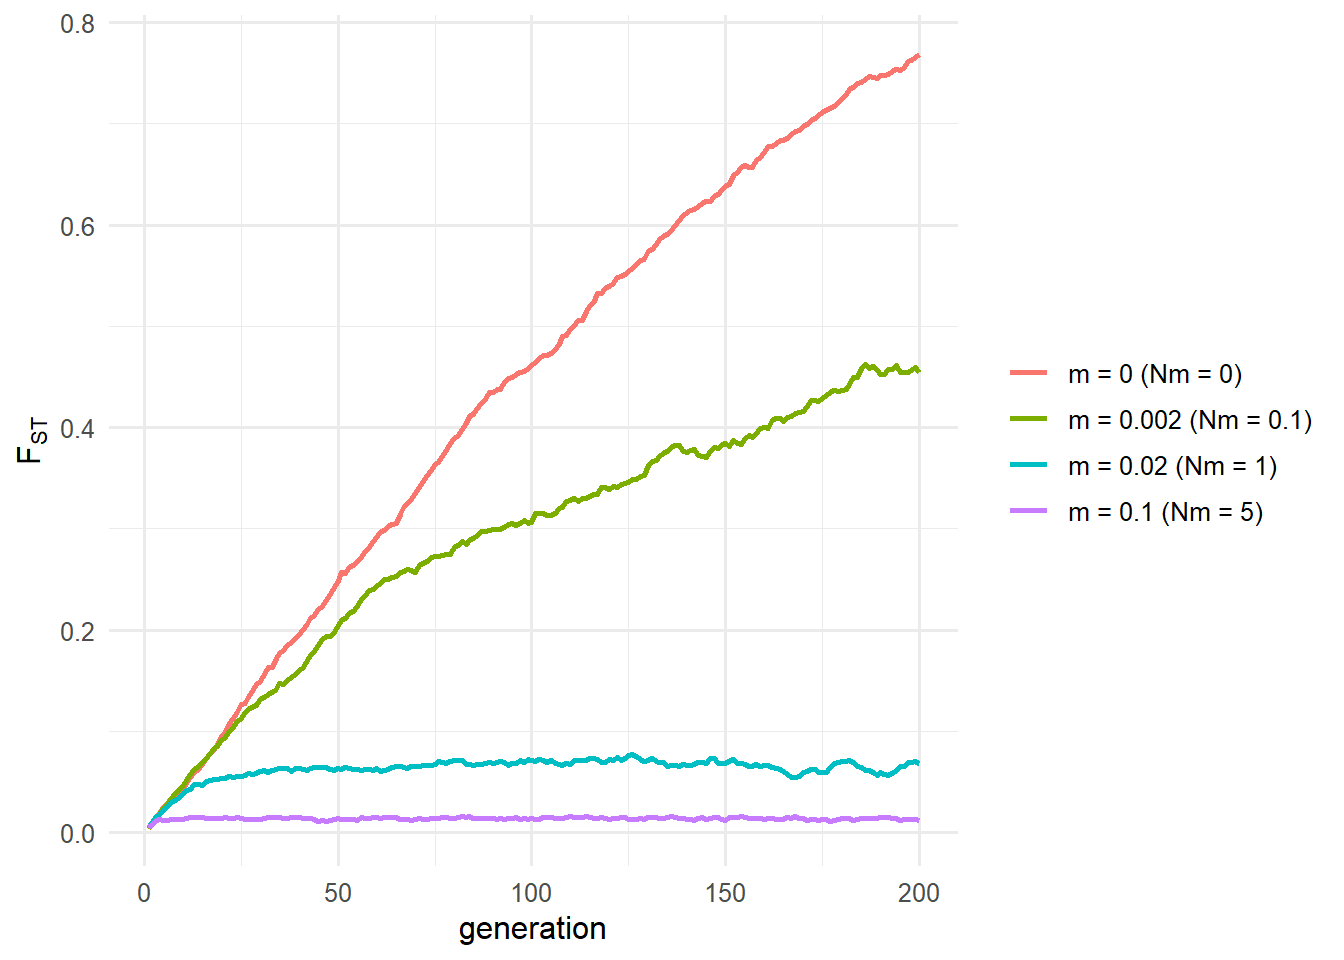 0.8
0.6
0.4
0.2
0.0
F_ST
0
50
100
150
200
generation
m = 0 (Nm = 0)
m = 0.002 (Nm = 0.1)
m = 0.02 (Nm = 1)
m = 0.1 (Nm = 5)